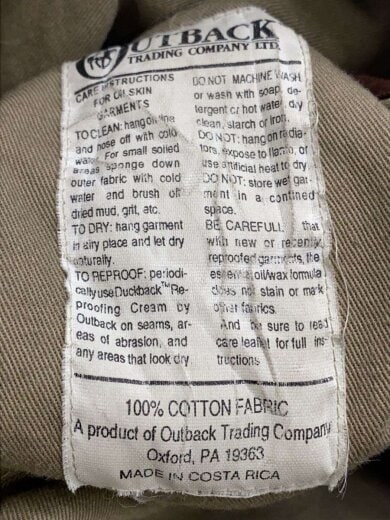 OUTBACK
TRADING COMPANY LTD.
CARE INSTRUCTIONS
FOR OIL SKIN
GARMENTS
TO CLEAN: hang on line
and hose off with cold
water. For small soiled
areas sponge down
outer fabric with cold
water and brush off
dried mud, grit, etc.
TO DRY: hang garment
in airy place and let dry
naturally.
TO REPROOF: periodi-
cally use Duckback™ Re-
proofing Cream by
Outback on seams, ar-
eas of abrasion, and
any areas that look dry.
DO NOT MACHINE WASH
or wash with soap, de-
tergent or hot water, dry
clean, starch or iron.
DO NOT: hang on radia-
tors, expose to flame, or
use artificial heat to dry.
DO NOT: store wet gar-
ment in a confined
space.
BE CAREFUL: that
with new or recently
reproofed garments, the
essential oil/wax formula
does not stain or mark
other fabrics.
And be sure to read
care leaflet for full ins-
tructions
100% COTTON FABRIC
A product of Outback Trading Company
Oxford, PA 19363
MADE IN COSTA RICA